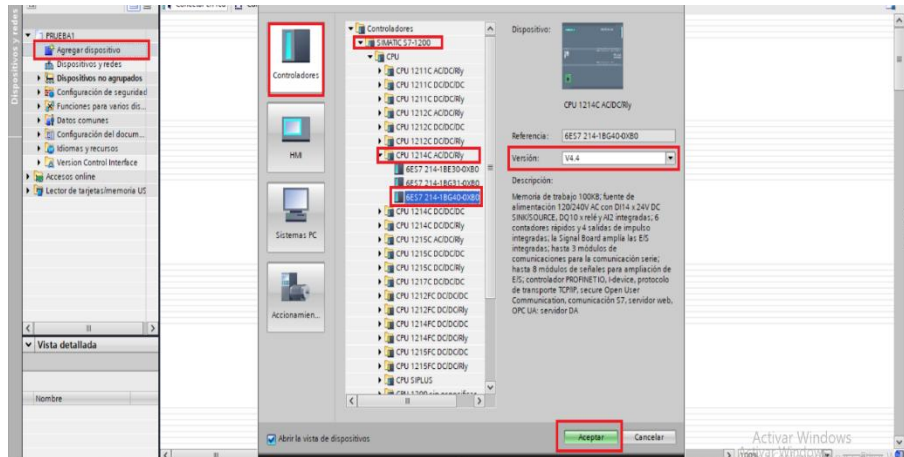 Dispositivos y redes
PRUEBA1
Agregar dispositivo
Dispositivos y redes
Dispositivos no agrupados
Configuración de seguridad
Funciones para varios dis...
Datos comunes
Configuración del docum...
Idiomas y recursos
Version Control Interface
Accesos online
Lector de tarjetas/memoria US
Vista detallada
Nombre
Controladores
HMI
Sistemas PC
Accionamien...
Controladores
SIMATIC S7-1200
CPU
CPU 1211C AC/DC/Rly
CPU 1211C DC/DC/DC
CPU 1211C DC/DC/Rly
CPU 1212C AC/DC/Rly
CPU 1212C DC/DC/DC
CPU 1212C DC/DC/Rly
CPU 1214C AC/DC/Rly
6ES7 214-1BE30-0XB0
6ES7 214-1BG31-0XB0
6ES7 214-1BG40-0XB0
CPU 1214C DC/DC/DC
CPU 1214C DC/DC/Rly
CPU 1215C AC/DC/Rly
CPU 1215C DC/DC/DC
CPU 1215C DC/DC/Rly
CPU 1217C DC/DC/DC
CPU 1212FC DC/DC/DC
CPU 1212FC DC/DC/Rly
CPU 1214FC DC/DC/DC
CPU 1214FC DC/DC/Rly
CPU 1215FC DC/DC/DC
CPU 1215FC DC/DC/Rly
CPU SIPLUS
Dispositivo:
CPU 1214C AC/DC/Rly
Referencia: 6ES7 214-1BG40-0XB0
Versión: V4.4
Descripción:
Memoria de trabajo 100KB; fuente de
alimentación 120/240V AC con DI14 x 24V DC
SINK/SOURCE, DQ10 x relé y AI2 integradas; 6
contadores rápidos y 4 salidas de impulso
integradas; la Signal Board amplía las E/S
integradas; hasta 3 módulos de
comunicaciones para la comunicación serie;
hasta 8 módulos de señales para ampliación de
E/S; controlador PROFINET IO, I-device, protocolo
de transporte TCP/IP, secure Open User
Communication, comunicación S7, servidor web,
OPC UA: servidor DA
Abrir la vista de dispositivos
Aceptar
Cancelar
Activar Windows
100%